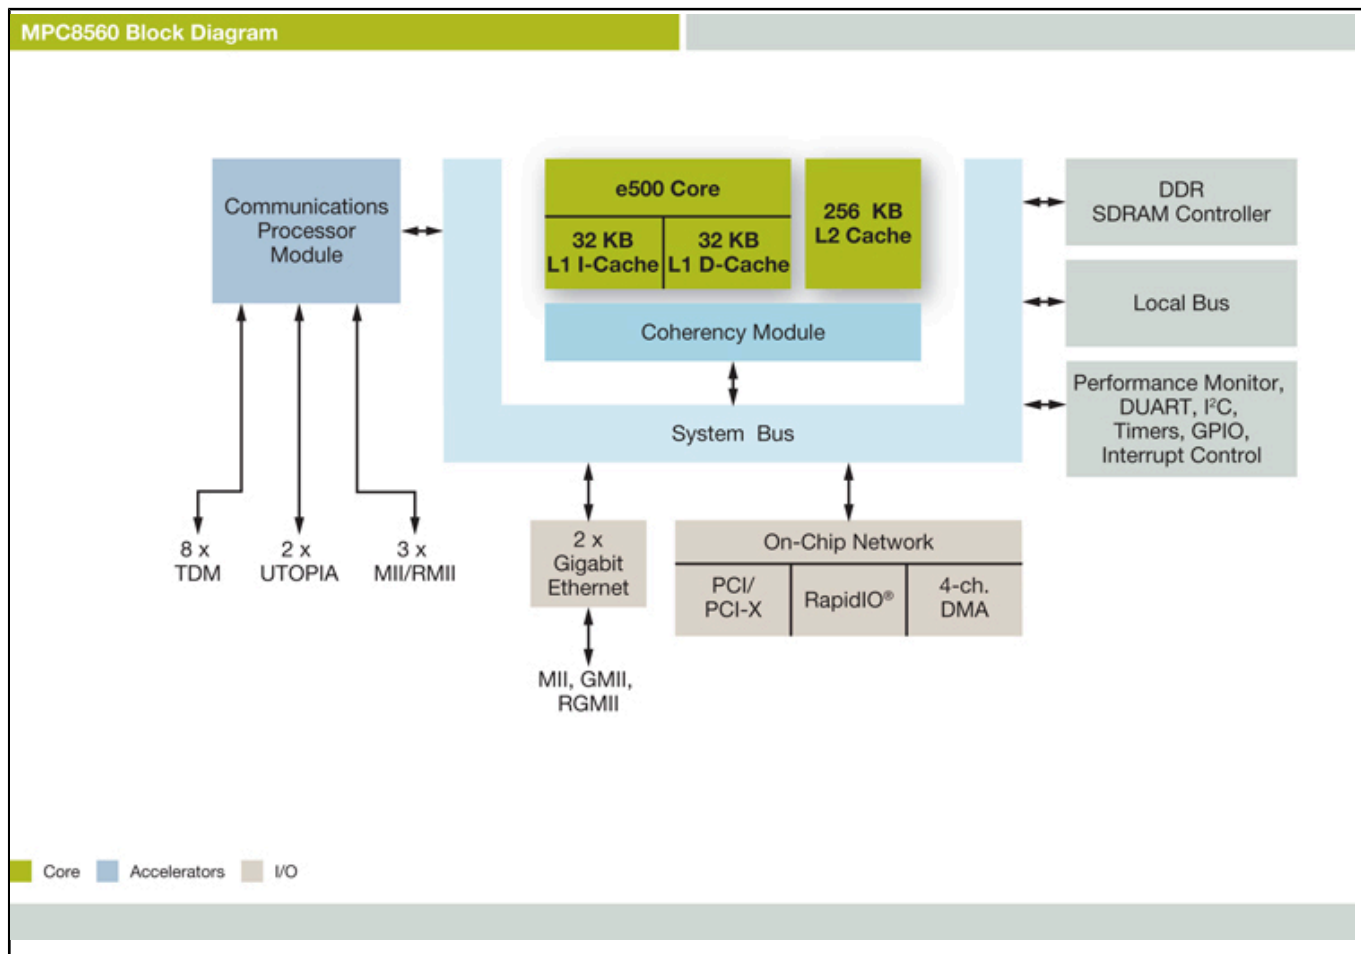 MPC8560 Block Diagram
Communications
Processor
Module
e500 Core
32 KB
L1 I-Cache
32 KB
L1 D-Cache
256 KB
L2 Cache
Coherency Module
System Bus
DDR
SDRAM Controller
Local Bus
Performance Monitor,
DUART, I²C,
Timers, GPIO,
Interrupt Control
8 x
TDM
2 x
UTOPIA
3 x
MII/RMII
2 x
Gigabit
Ethernet
MII, GMII,
RGMII
On-Chip Network
PCI/
PCI-X
RapidIO®
4-ch.
DMA
Core
Accelerators
I/O